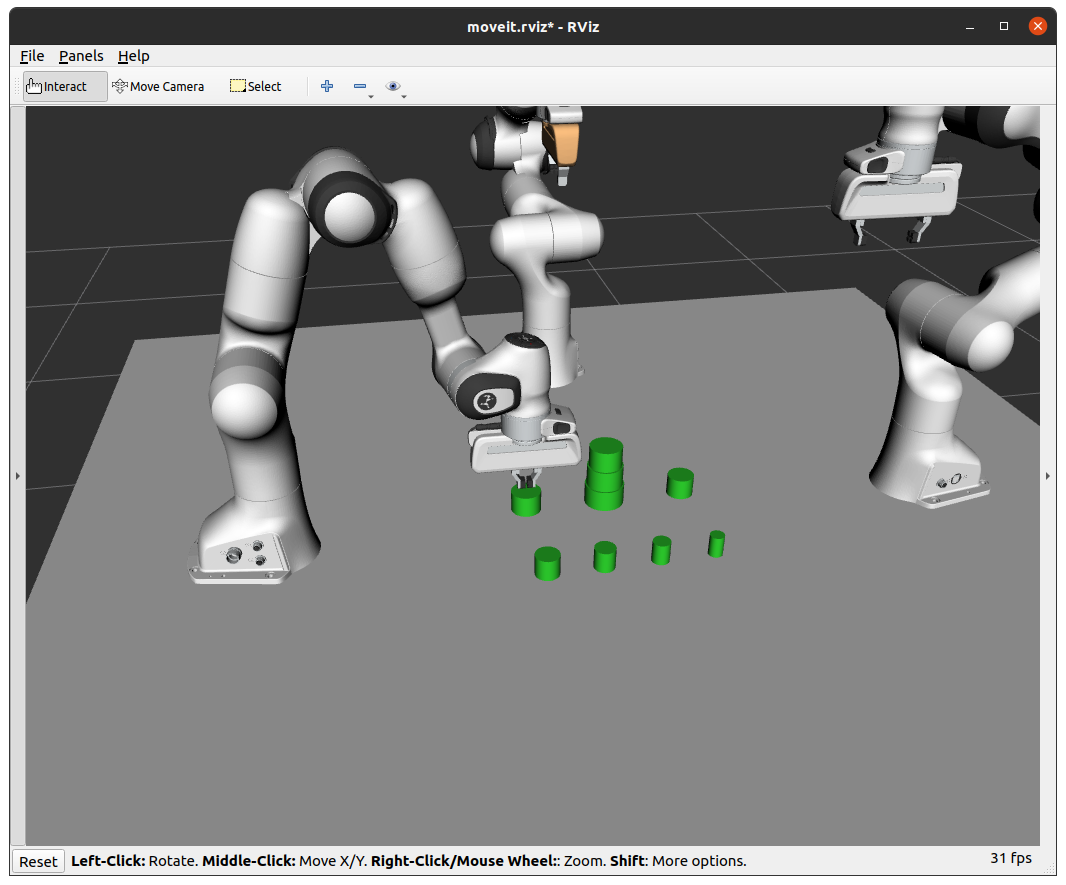 moveit.rviz* - RViz
File Panels Help
Interact Move Camera Select
Reset Left-Click: Rotate. Middle-Click: Move X/Y. Right-Click/Mouse Wheel:: Zoom. Shift: More options. 31 fps